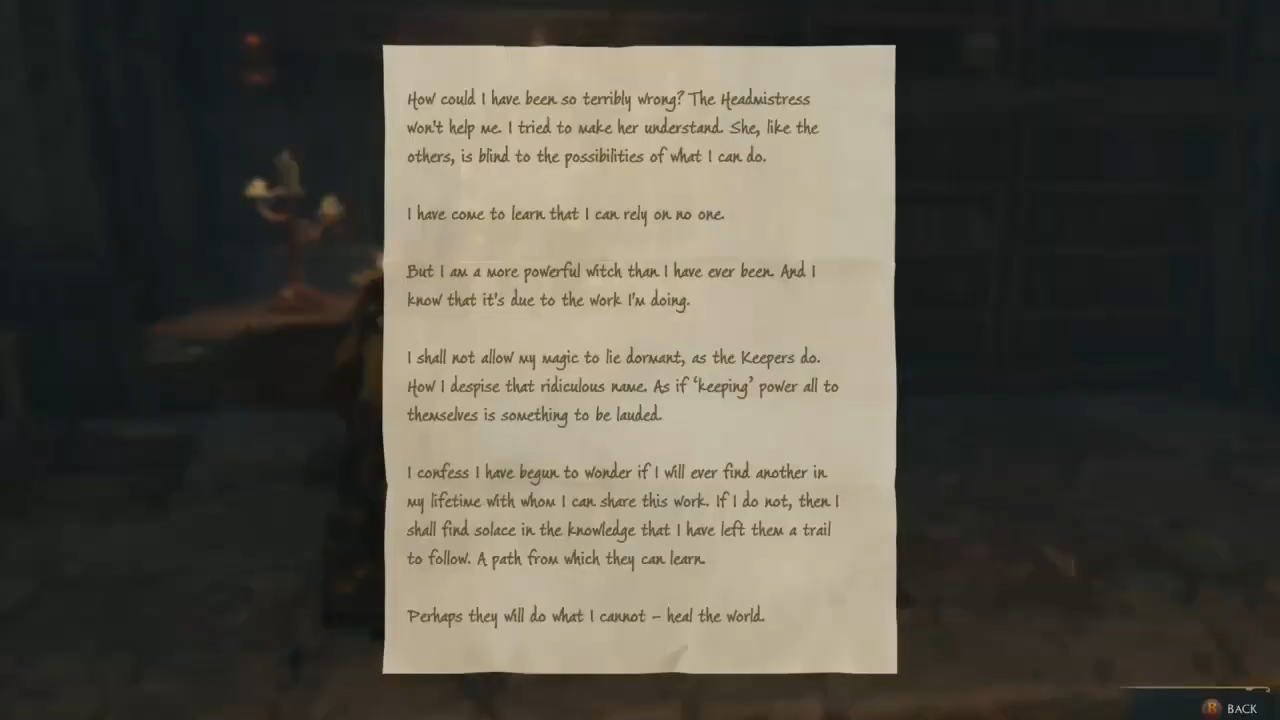 How could I have been so terribly wrong? The Headmistress
won't help me. I tried to make her understand. She, like the
others, is blind to the possibilities of what I can do.
I have come to learn that I can rely on no one.
But I am a more powerful witch than I have ever been. And I
know that it's due to the work I'm doing.
I shall not allow my magic to lie dormant, as the Keepers do.
How I despise that ridiculous name. As if 'keeping' power all to
themselves is something to be lauded.
I confess I have begun to wonder if I will ever find another in
my lifetime with whom I can share this work. If I do not, then I
shall find solace in the knowledge that I have left them a trail
to follow. A path from which they can learn.
Perhaps they will do what I cannot – heal the world.
B BACK